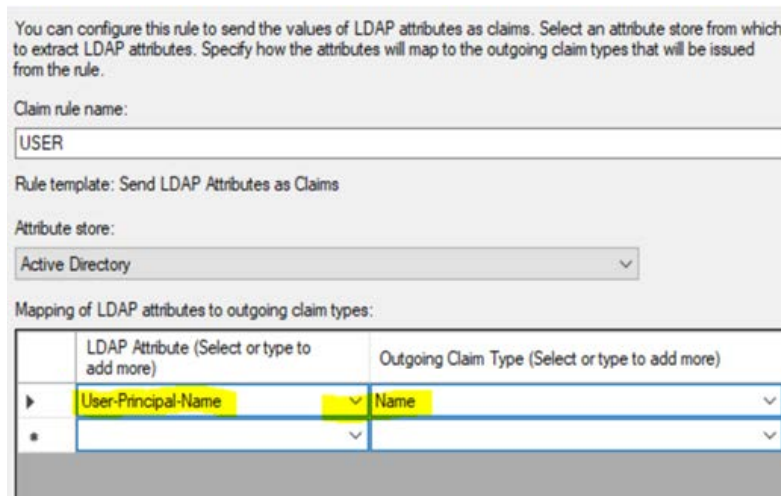 You can configure this rule to send the values of LDAP attributes as claims. Select an attribute store from which
to extract LDAP attributes. Specify how the attributes will map to the outgoing claim types that will be issued
from the rule.
Claim rule name:
USER
Rule template: Send LDAP Attributes as Claims
Attribute store:
Active Directory
Mapping of LDAP attributes to outgoing claim types:
LDAP Attribute (Select or type to
add more)
Outgoing Claim Type (Select or type to add more)
User-Principal-Name
Name